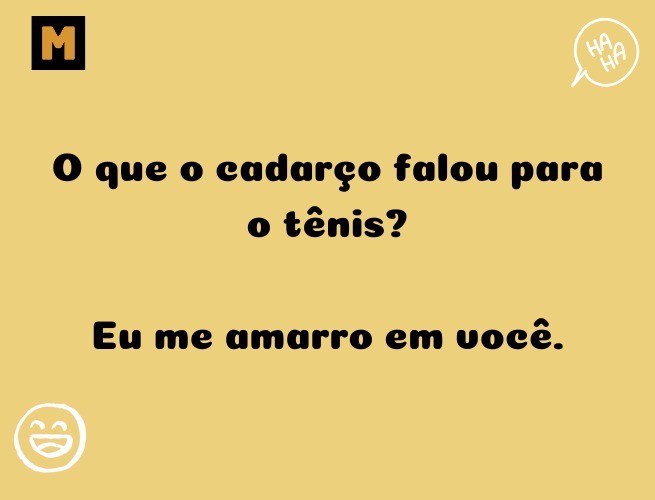 M
HA
HA
O que o cadarço falou para
o tênis?
Eu me amarro em você.